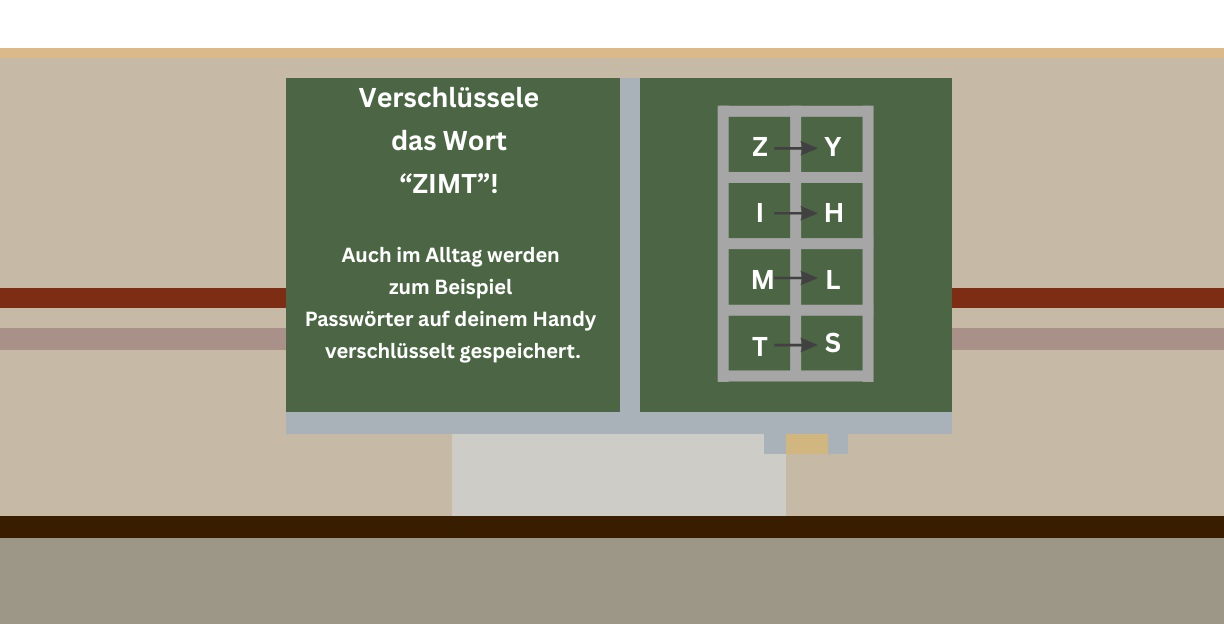 Verschlüssele
das Wort
“ZIMT”!
Auch im Alltag werden
zum Beispiel
Passwörter auf deinem Handy
verschlüsselt gespeichert.
Z Y
I H
M L
T S